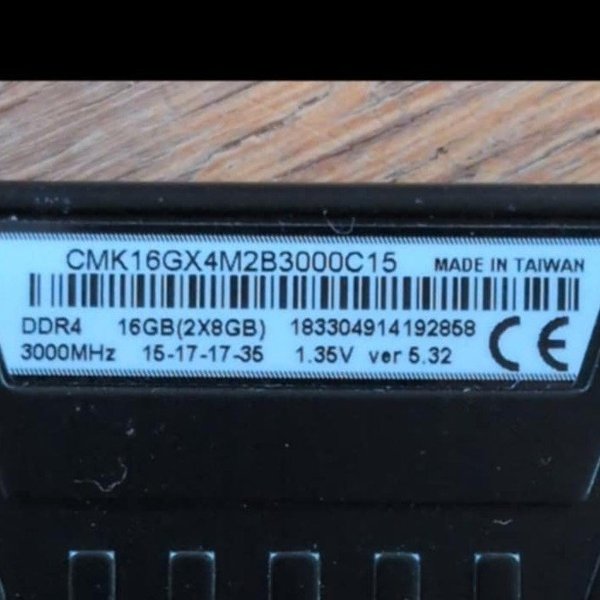 CMK16GX4M2B3000C15 MADE IN TAIWAN
DDR4 16GB(2X8GB) 183304914192858
3000MHz 15-17-17-35 1.35V ver 5.32
CE